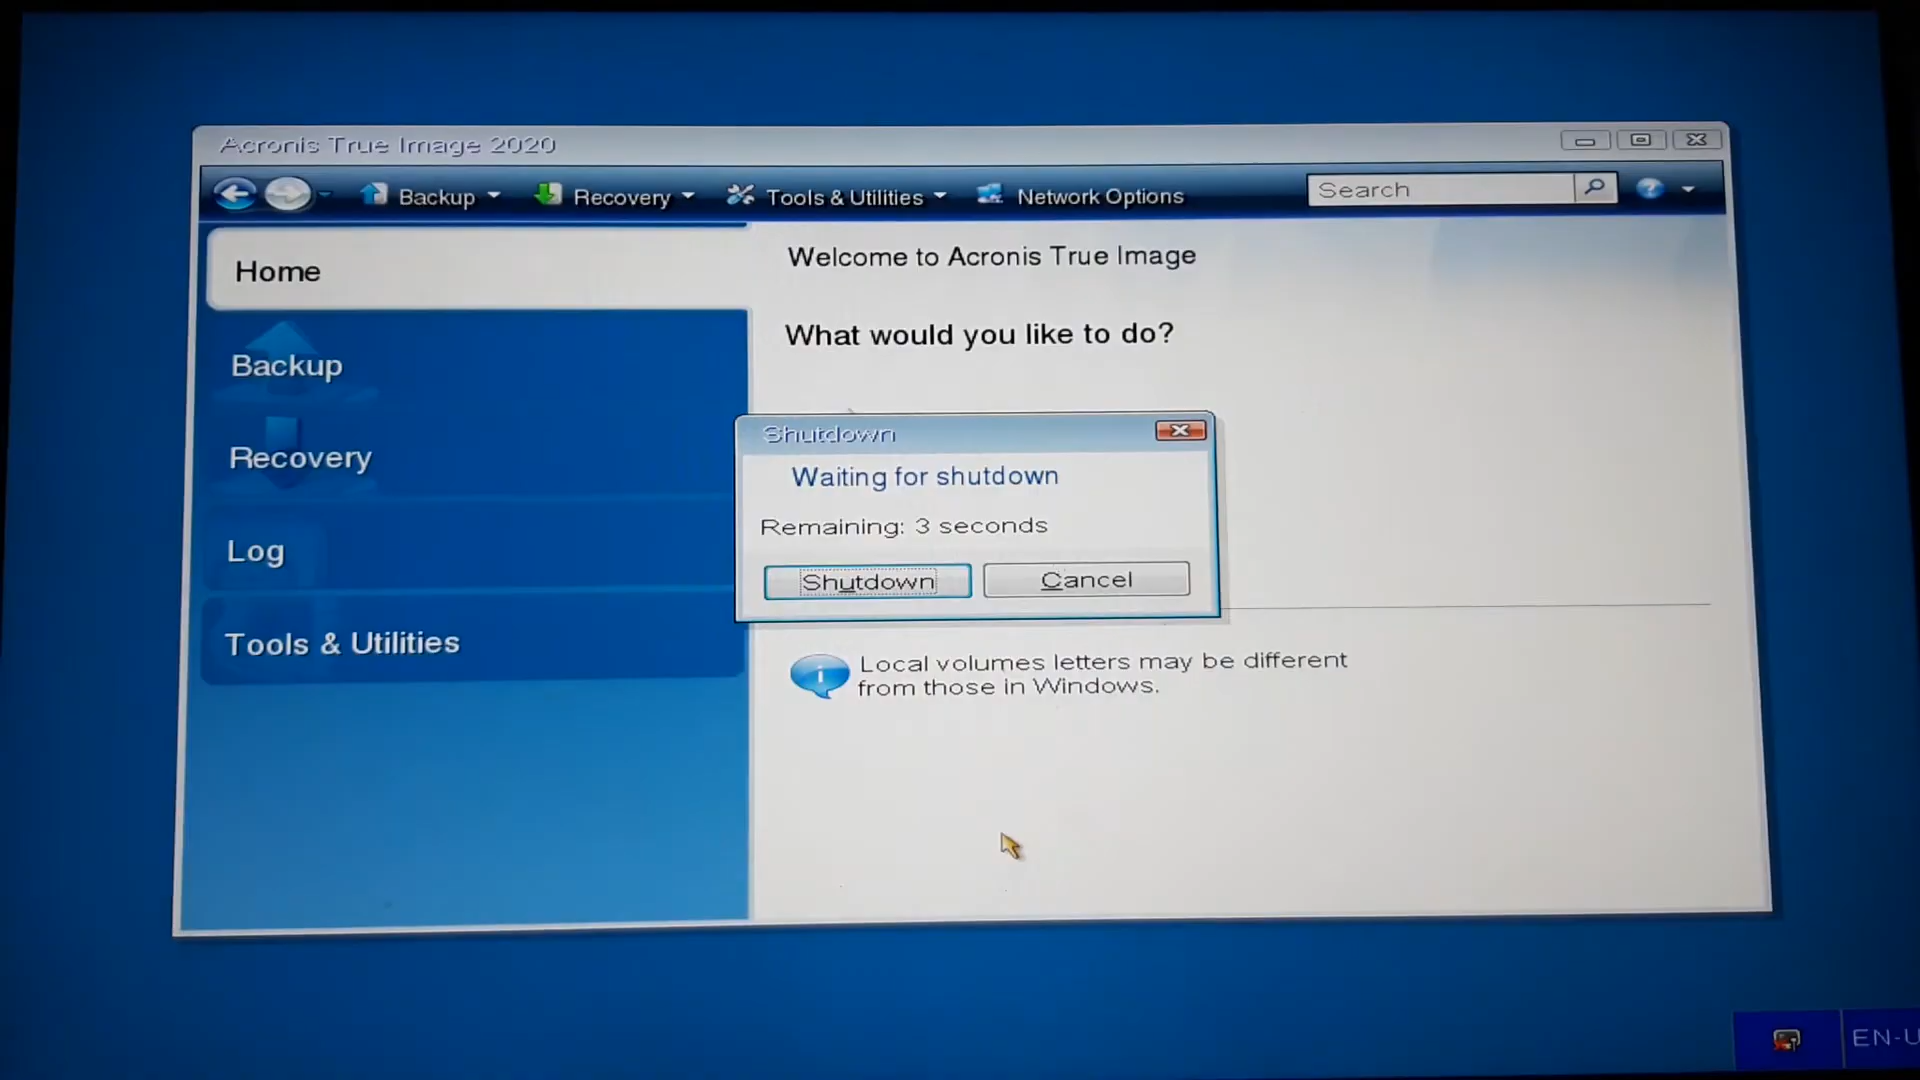 Acronis True Image 2020
Backup Recovery Tools & Utilities Network Options Search
Home
Welcome to Acronis True Image
What would you like to do?
Backup
Recovery
Log
Tools & Utilities
Shutdown
Waiting for shutdown
Remaining: 3 seconds
Shutdown Cancel
Local volumes letters may be different
from those in Windows.
EN-U